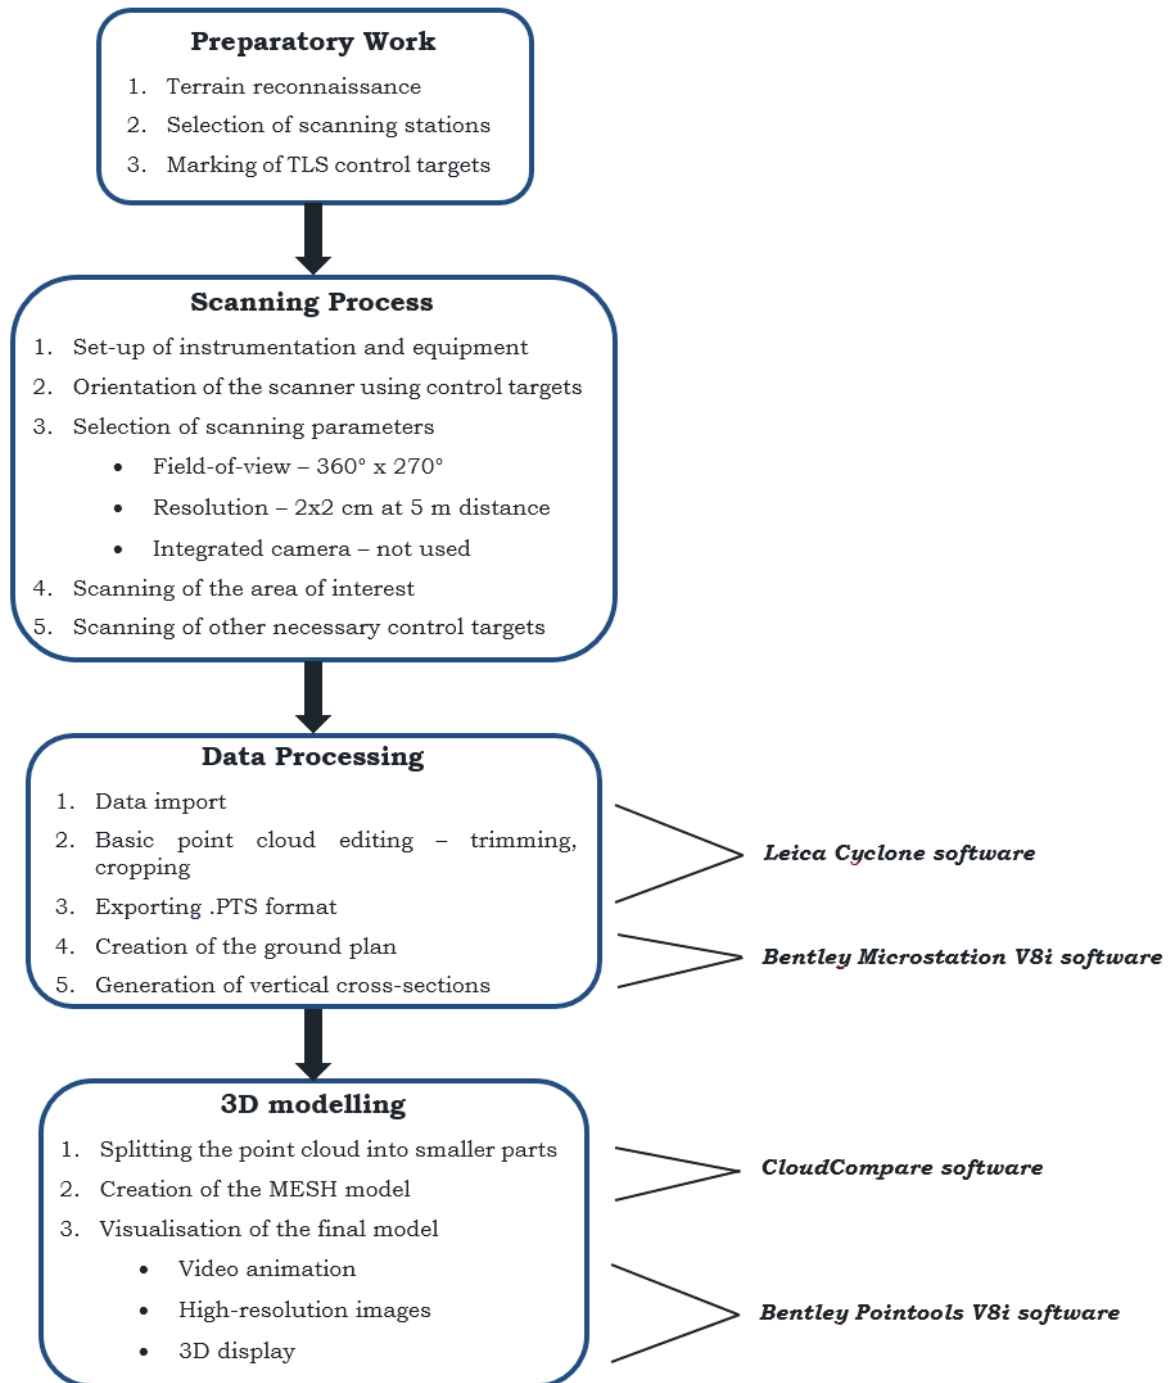 Preparatory Work
1. Terrain reconnaissance
2. Selection of scanning stations
3. Marking of TLS control targets
Scanning Process
1. Set-up of instrumentation and equipment
2. Orientation of the scanner using control targets
3. Selection of scanning parameters
• Field-of-view – 360° x 270°
• Resolution – 2x2 cm at 5 m distance
• Integrated camera – not used
4. Scanning of the area of interest
5. Scanning of other necessary control targets
Data Processing
1. Data import
2. Basic point cloud editing – trimming,
cropping
3. Exporting .PTS format
4. Creation of the ground plan
5. Generation of vertical cross-sections
Leica Cyclone software
Bentley Microstation V8i software
3D modelling
1. Splitting the point cloud into smaller parts
2. Creation of the MESH model
3. Visualisation of the final model
• Video animation
• High-resolution images
• 3D display
CloudCompare software
Bentley Pointools V8i software